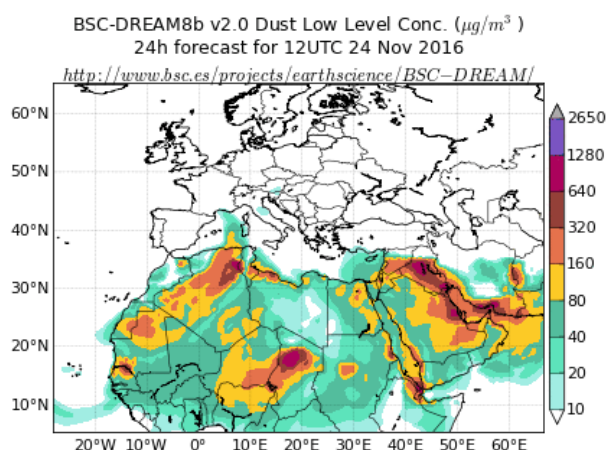 BSC-DREAM8b v2.0 Dust Low Level Conc. (μg/m³ )
24h forecast for 12UTC 24 Nov 2016
http://www.bsc.es/projects/earthscience/BSC−DREAM/
60°N
50°N
40°N
30°N
20°N
10°N
20°W 10°W 0° 10°E 20°E 30°E 40°E 50°E 60°E
2650
1280
640
320
160
80
40
20
10